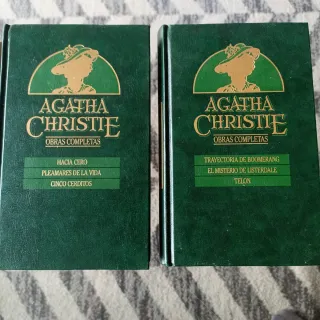 AGATHA
CHRISTIE
OBRAS COMPLETAS
HACIA CERO
PLEAMARES DE LA VIDA
CINCO CERDITOS
AGATHA
CHRISTIE
OBRAS COMPLETAS
TRAYECTORIA DE BOOMERANG
EL MISTERIO DE LISTERDALE
TELON